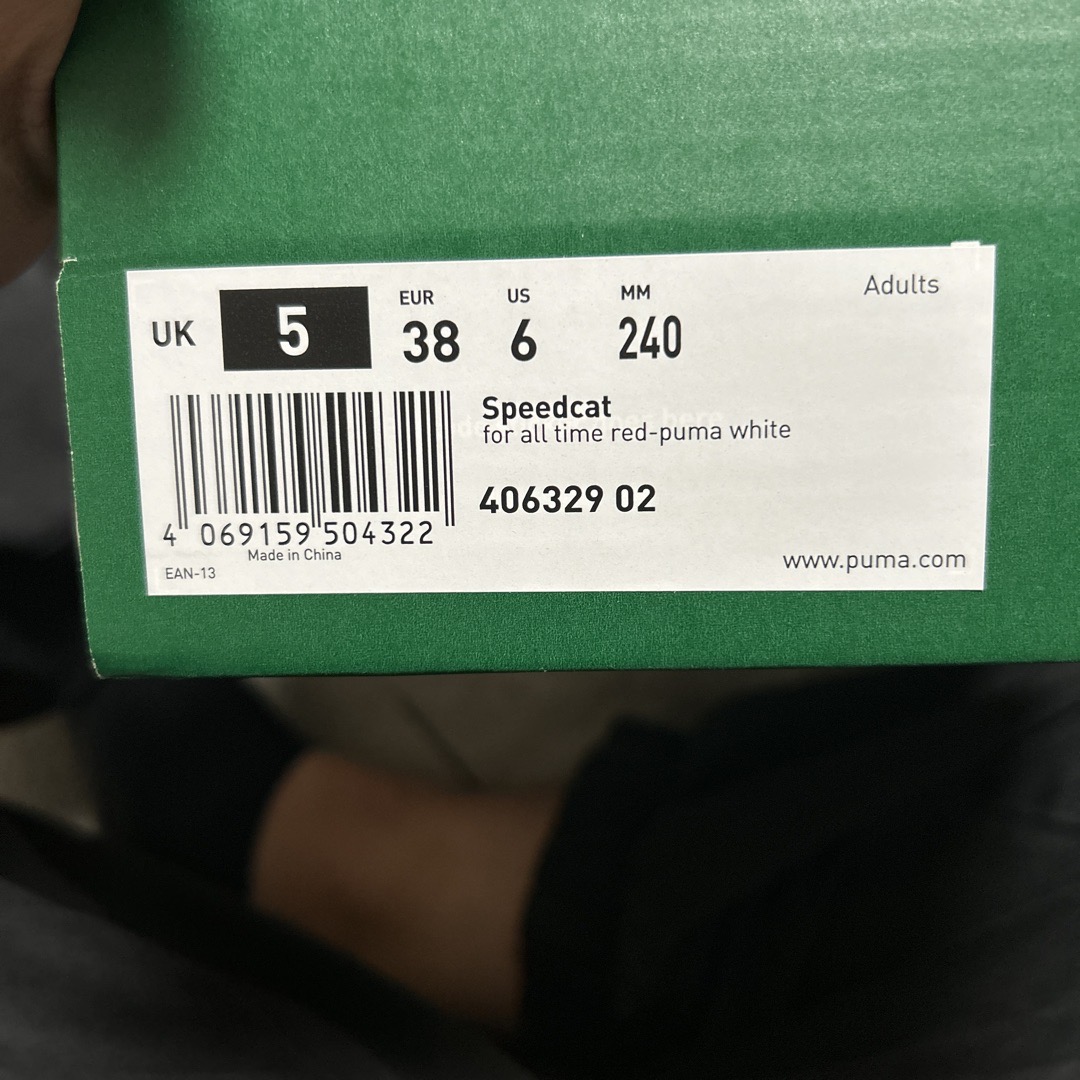 Adults
UK 5
EUR 38
US 6
MM 240
Speedcat
for all time red-puma white
406329 02
4 069159 504322
Made in China
EAN-13
www.puma.com